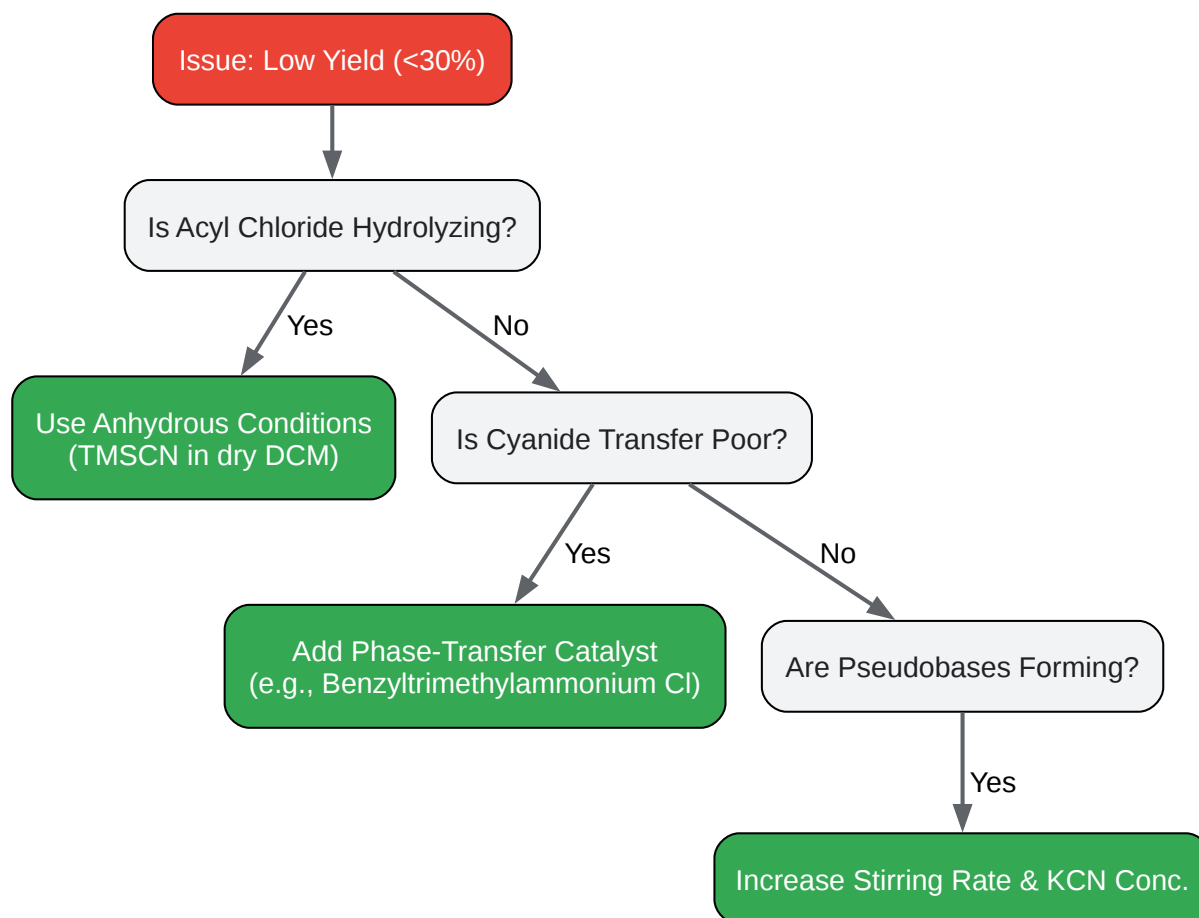 Issue: Low Yield (<30%)
Is Acyl Chloride Hydrolyzing?
Yes
No
Use Anhydrous Conditions
(TMSCN in dry DCM)
Is Cyanide Transfer Poor?
Yes
No
Add Phase-Transfer Catalyst
(e.g., Benzyltrimethylammonium Cl)
Are Pseudobases Forming?
Yes
Increase Stirring Rate & KCN Conc.